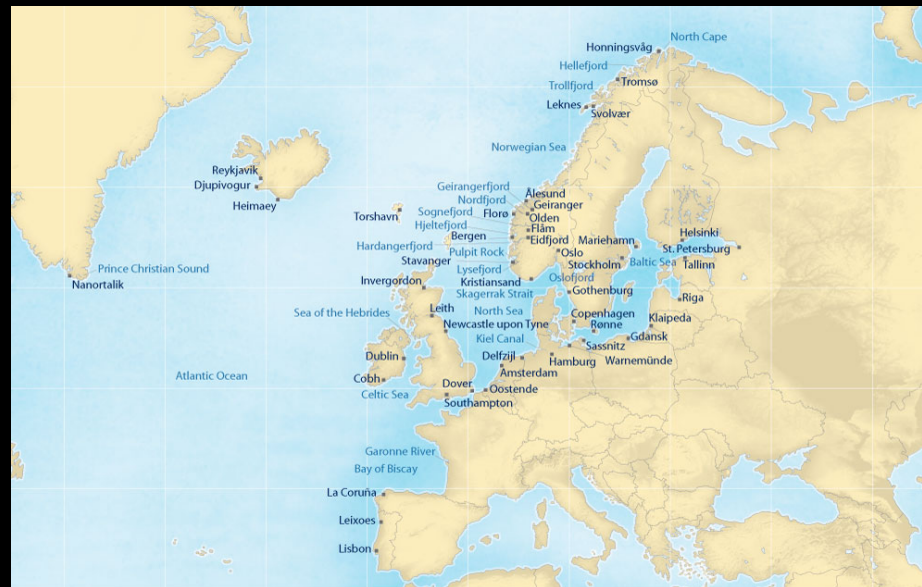 North Cape
Honningsvåg
Hellefjord
Tromsø
Trollfjord
Leknes
Svolvær
Norwegian Sea
Reykjavik
Djupivogur
Heimaey
Geirangerfjord
Ålesund
Nordfjord
Geiranger
Sognefjord
Florø
Olden
Torshavn
Hjeltefjord
Flåm
Bergen
Eidfjord
Hardangerfjord
Pulpit Rock
Oslo
Mariehamn
Helsinki
St. Petersburg
Stavanger
Stockholm
Baltic Sea
Tallinn
Lysefjord
Prince Christian Sound
Nanortalik
Invergordon
Kristiansand
Oslofjord
Skagerrak Strait
Gothenburg
Riga
Sea of the Hebrides
Leith
North Sea
Copenhagen
Klaipeda
Newcastle upon Tyne
Rønne
Kiel Canal
Gdansk
Sassnitz
Dublin
Delfzijl
Hamburg
Warnemünde
Amsterdam
Atlantic Ocean
Cobh
Dover
Oostende
Celtic Sea
Southampton
Garonne River
Bay of Biscay
La Coruña
Leixoes
Lisbon